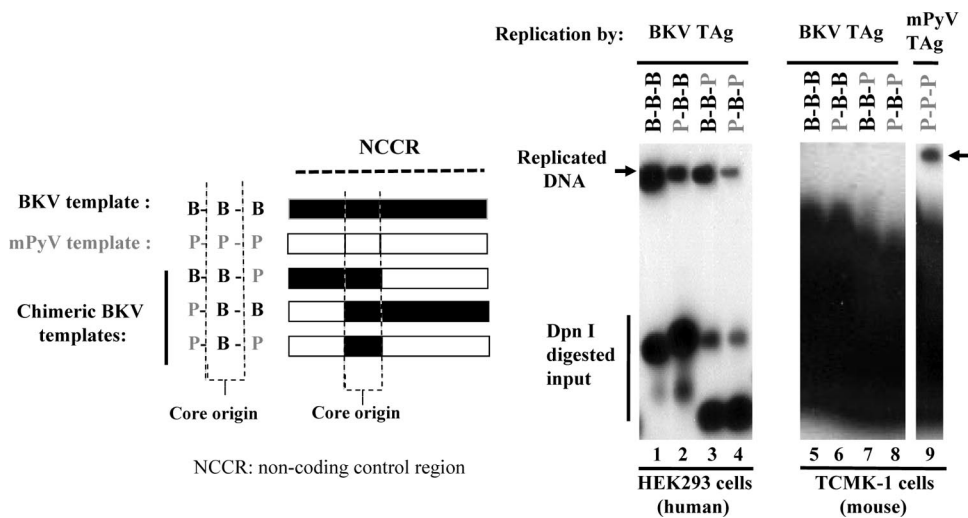 NCCR
BKV template : B- B - B
mPyV template : P- P - P
B- B - P
Chimeric BKV templates: P- B - B
P- B - P
Core origin
Core origin
NCCR: non-coding control region
Replication by: BKV TAg BKV TAg mPyV TAg
B-B-B P-B-B B-B-P P-B-P B-B-B P-B-B B-B-P P-B-P P-P-P
Replicated DNA
Dpn I digested input
1 2 3 4 5 6 7 8 9
HEK293 cells (human)
TCMK-1 cells (mouse)